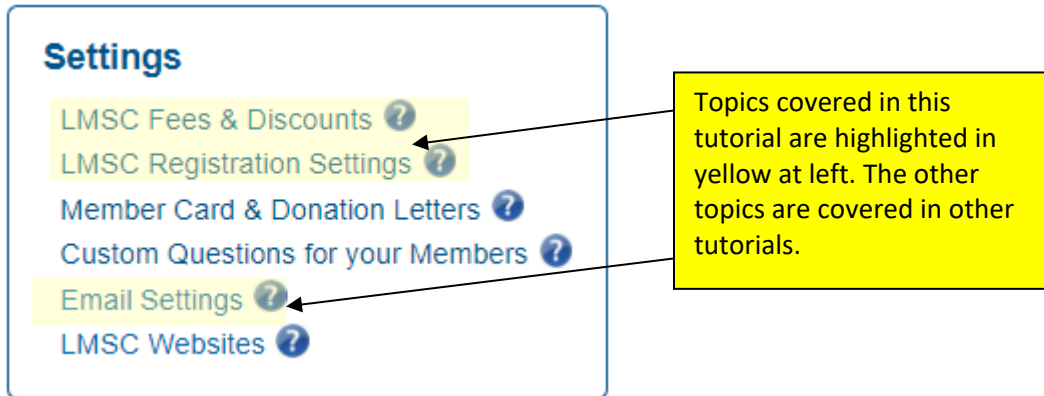 Settings
LMSC Fees & Discounts ?
LMSC Registration Settings ?
Member Card & Donation Letters ?
Custom Questions for your Members ?
Email Settings ?
LMSC Websites ?
Topics covered in this
tutorial are highlighted in
yellow at left. The other
topics are covered in other
tutorials.